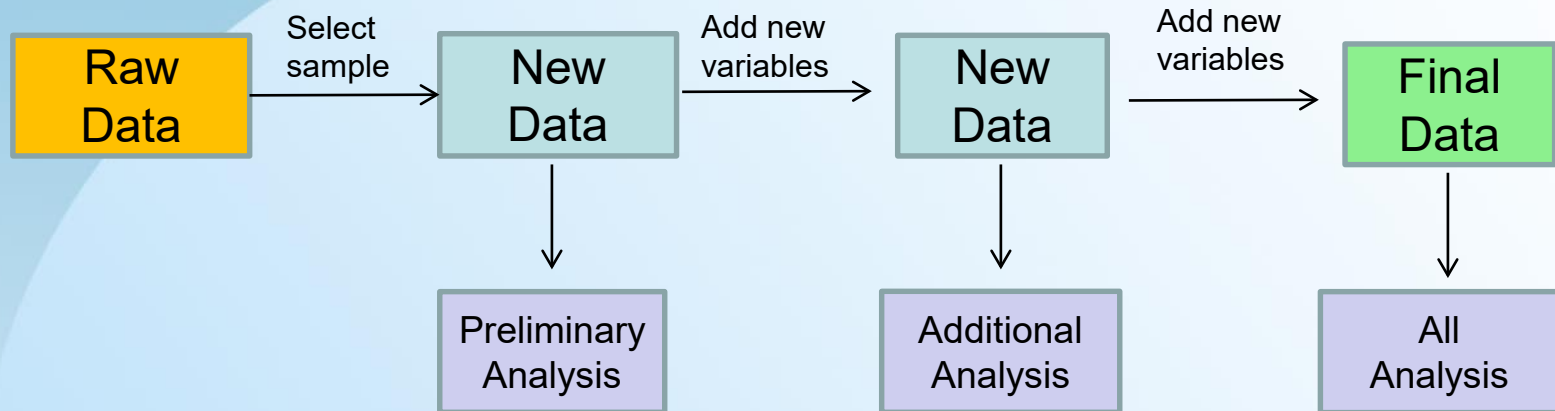 Raw
Data
Select
sample
New
Data
Add new
variables
New
Data
Add new
variables
Final
Data
Preliminary
Analysis
Additional
Analysis
All
Analysis